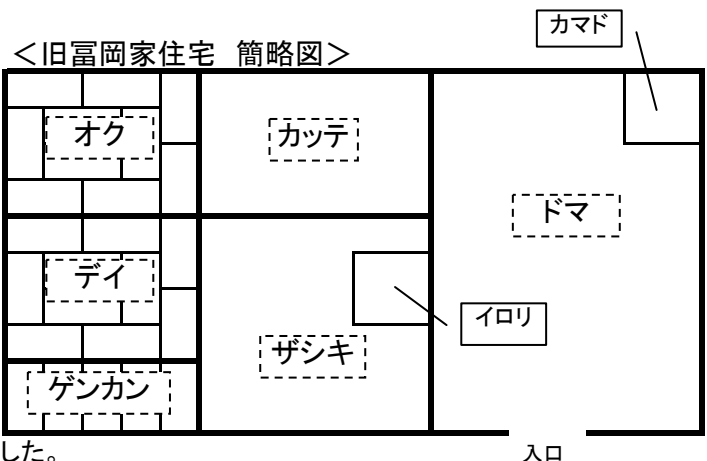 カマド
<旧冨岡家住宅 簡略図>
オク
カッテ
ドマ
デイ
イロリ
ザシキ
ゲンカン
した。
入口